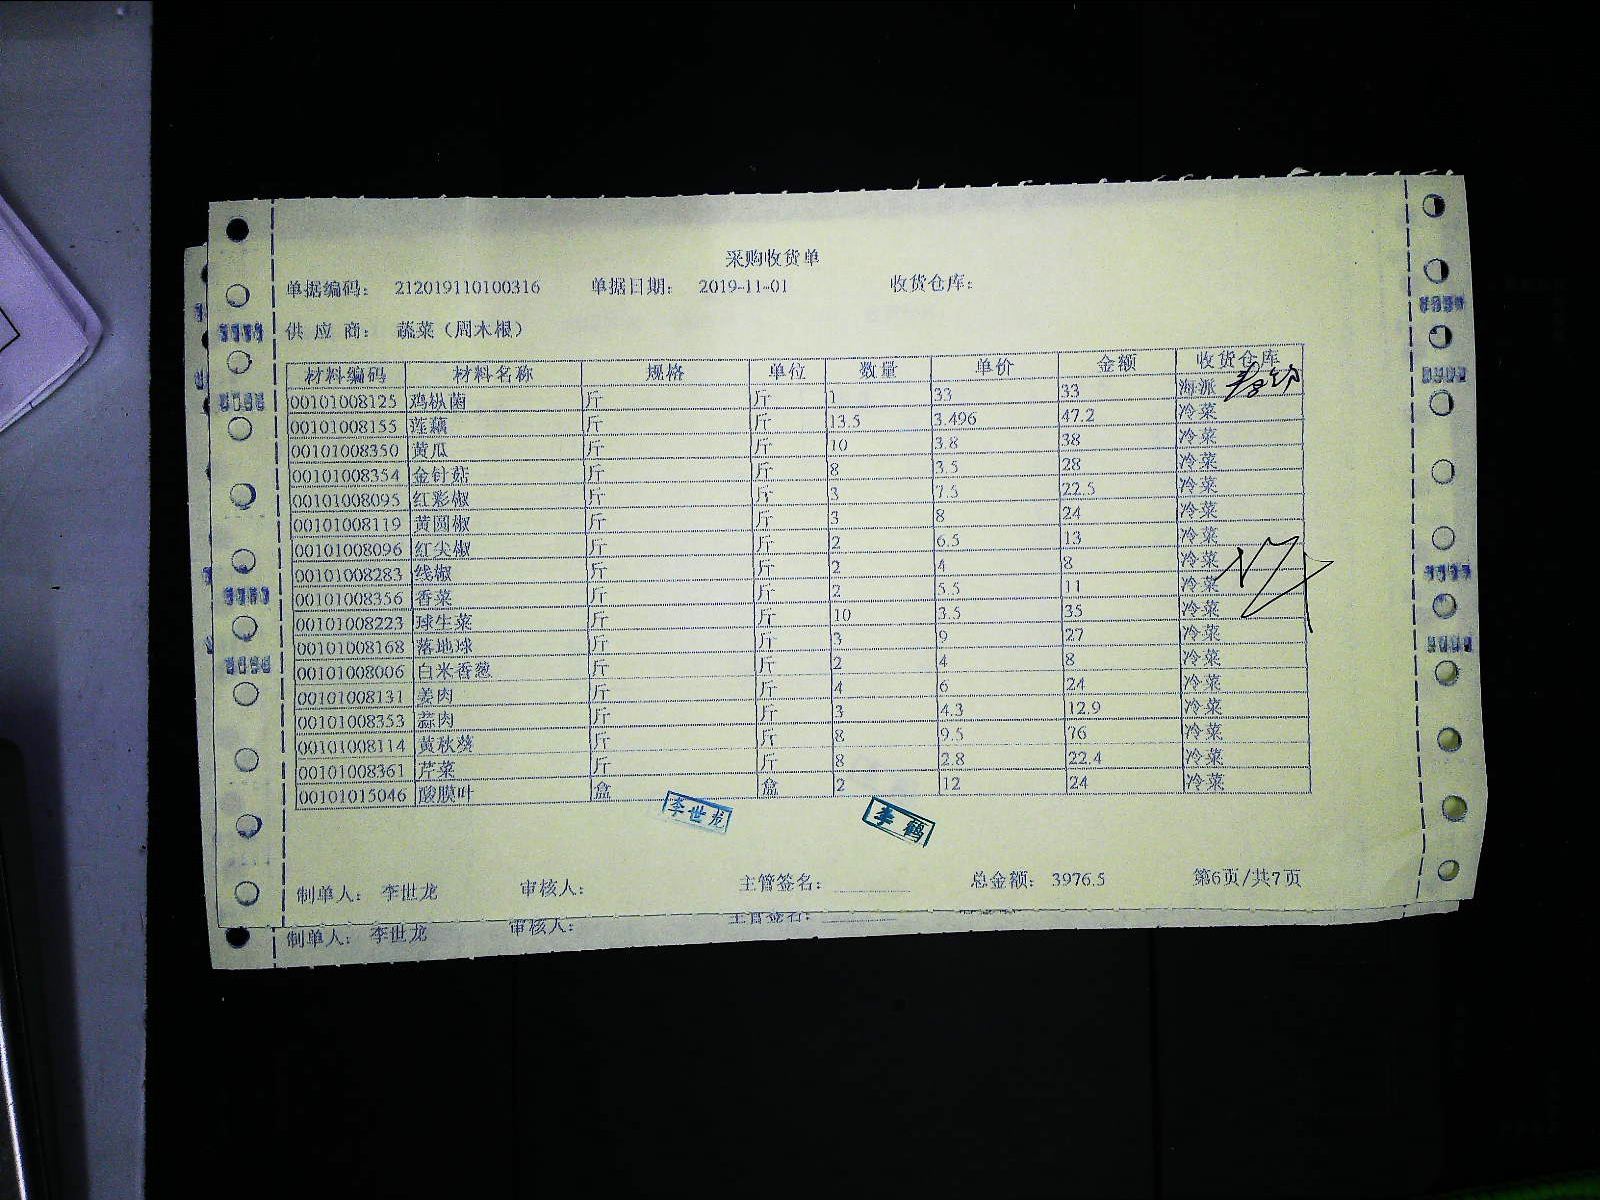 采购收货单
单据编码: 212019110100316 单据日期: 2019-11-01 收货仓库:
供应商: 蔬菜（周木根）
材料编码 材料名称 规格 单位 数量 单价 金额 收货仓库
00101008125 鸡枞菌 斤 斤 1 33 33 海派
00101008155 莲藕 斤 斤 13.5 3.496 47.2 冷菜
00101008350 黄瓜 斤 斤 10 3.8 38 冷菜
00101008354 金针菇 斤 斤 8 3.5 28 冷菜
00101008095 红彩椒 斤 斤 3 7.5 22.5 冷菜
00101008119 黄圆椒 斤 斤 3 8 24 冷菜
00101008096 红尖椒 斤 斤 2 6.5 13 冷菜
00101008283 线椒 斤 斤 2 4 8 冷菜
00101008356 香菜 斤 斤 2 5.5 11 冷菜
00101008223 球生菜 斤 斤 10 3.5 35 冷菜
00101008168 落地球 斤 斤 3 9 27 冷菜
00101008006 白米香葱 斤 斤 2 4 8 冷菜
00101008131 姜肉 斤 斤 4 6 24 冷菜
00101008353 蒜肉 斤 斤 3 4.3 12.9 冷菜
00101008114 黄秋葵 斤 斤 8 9.5 76 冷菜
00101008361 芹菜 斤 斤 8 2.8 22.4 冷菜
00101015046 酸膜叶 盒 盒 2 12 24 冷菜
李世龙 李鹤
制单人: 李世龙 审核人: 主管签名: 总金额: 3976.5 第6页/共7页
制单人: 李世龙 审核人: 主管签名: